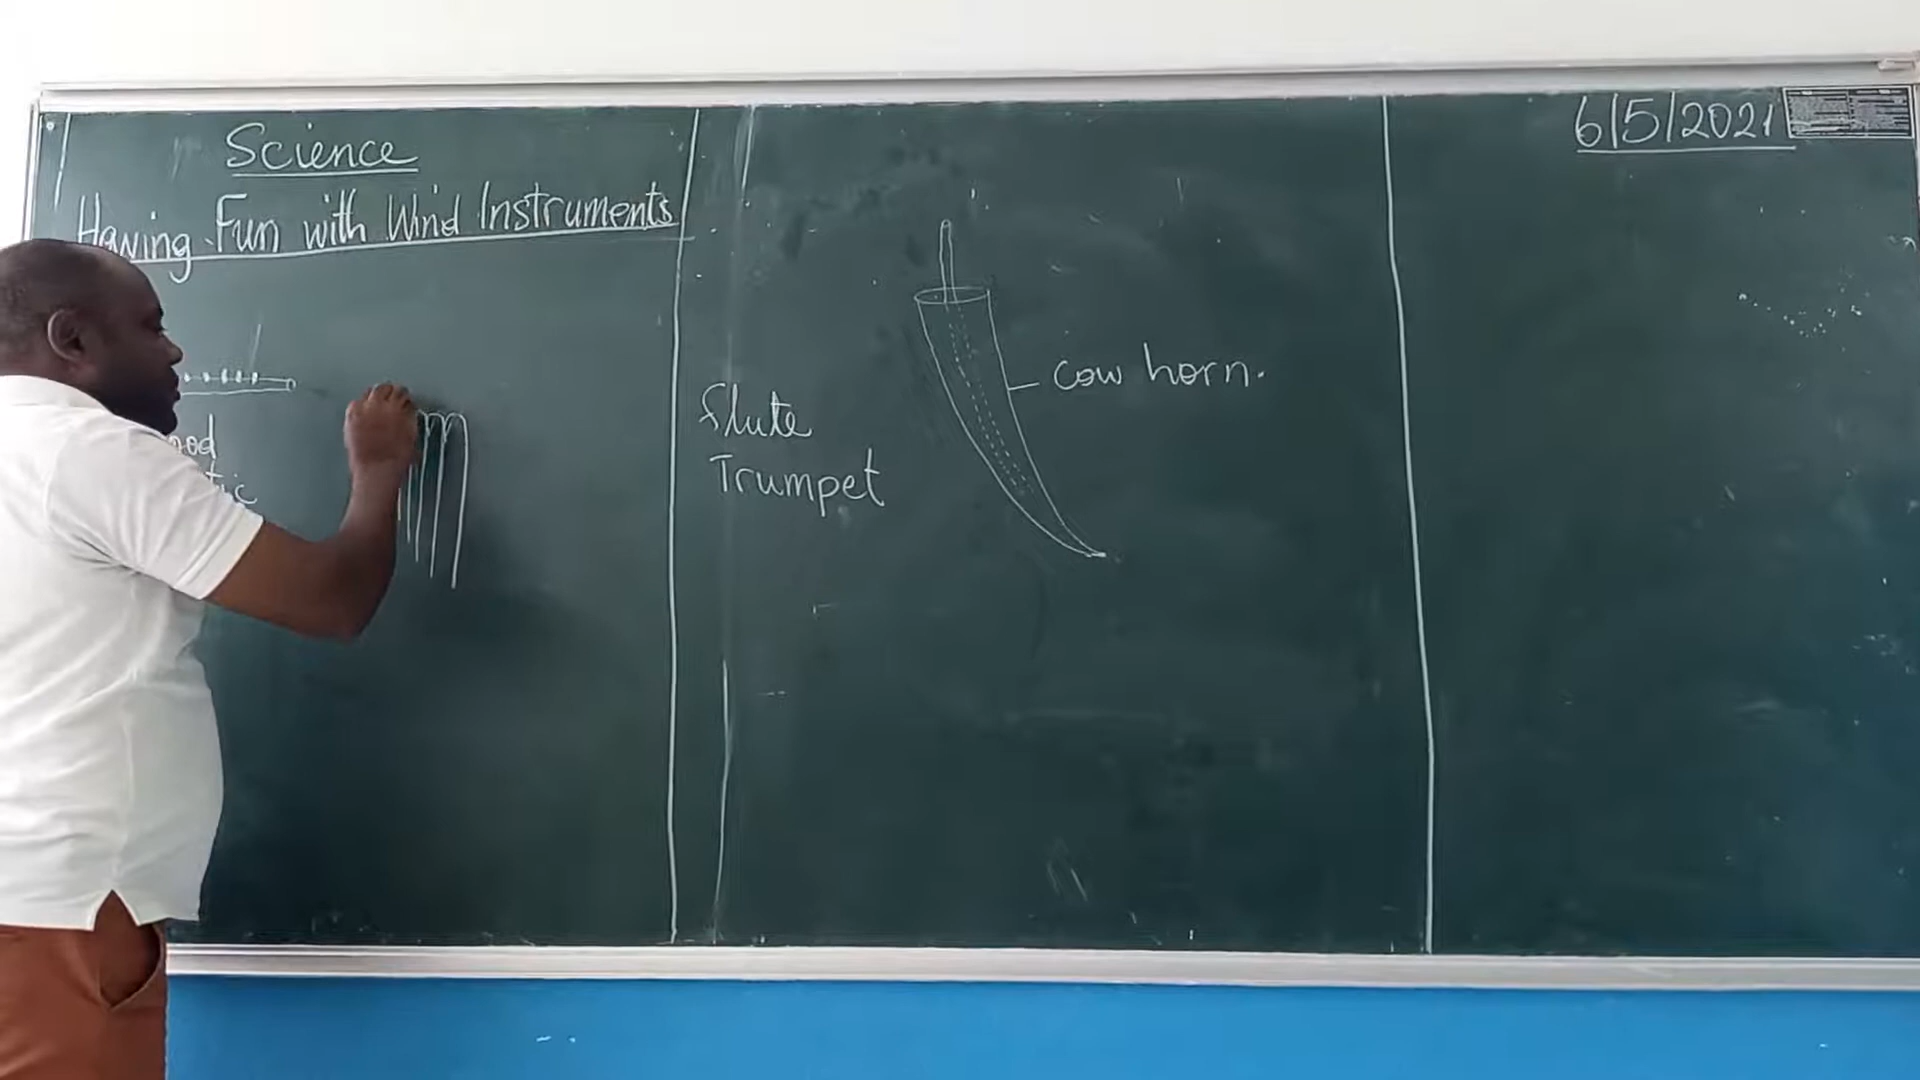 Science
Having Fun with Wind Instruments
Flute
Trumpet
cow horn.
6/5/2021